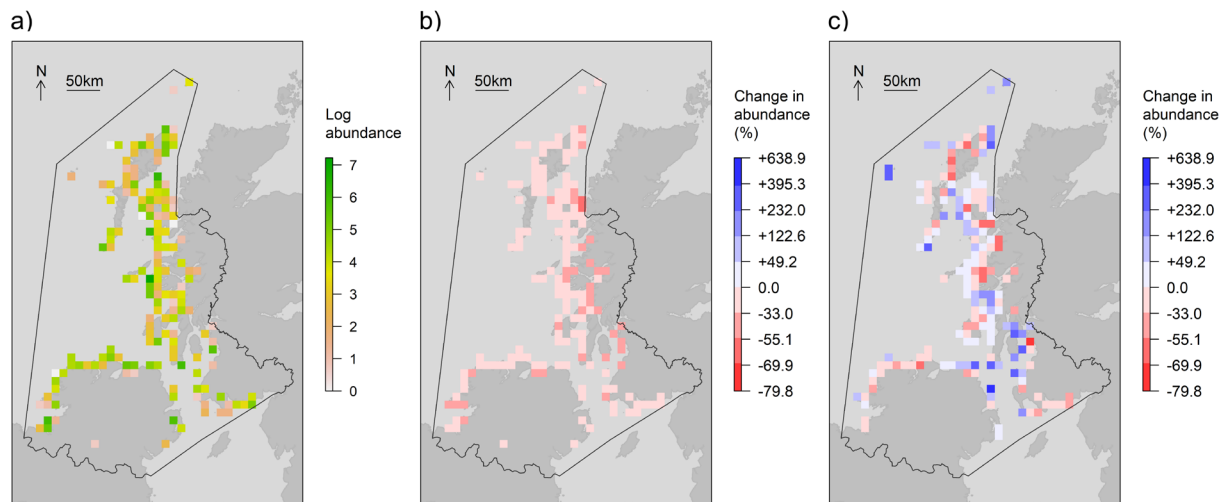 a)
N
50km
Log
abundance
7
6
5
4
3
2
1
0
b)
N
50km
Change in
abundance
(%)
+638.9
+395.3
+232.0
+122.6
+49.2
0.0
-33.0
-55.1
-69.9
-79.8
c)
N
50km
Change in
abundance
(%)
+638.9
+395.3
+232.0
+122.6
+49.2
0.0
-33.0
-55.1
-69.9
-79.8